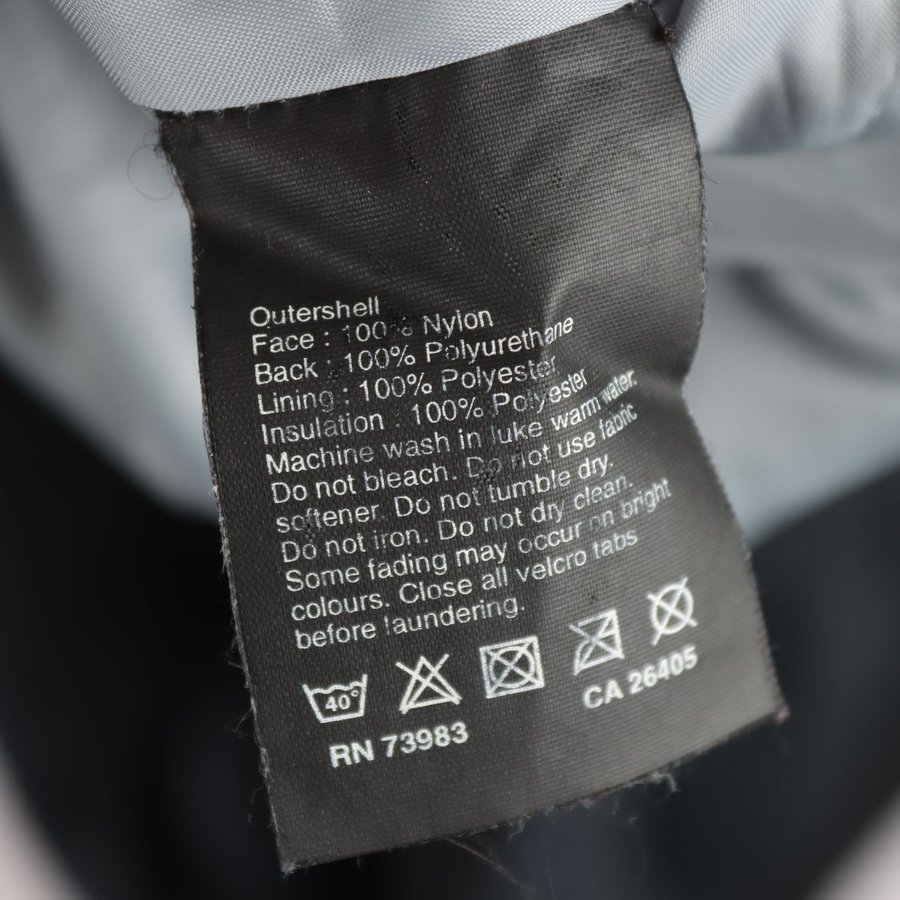 Outershell
Face : 100% Nylon
Back : 100% Polyurethane
Lining : 100% Polyester
Insulation : 100% Polyester
Machine wash in luke warm water.
Do not bleach. Do not use fabric
softener. Do not tumble dry.
Do not iron. Do not dry clean.
Some fading may occur on bright
colours. Close all velcro tabs
before laundering.
40°
RN 73983
CA 26405